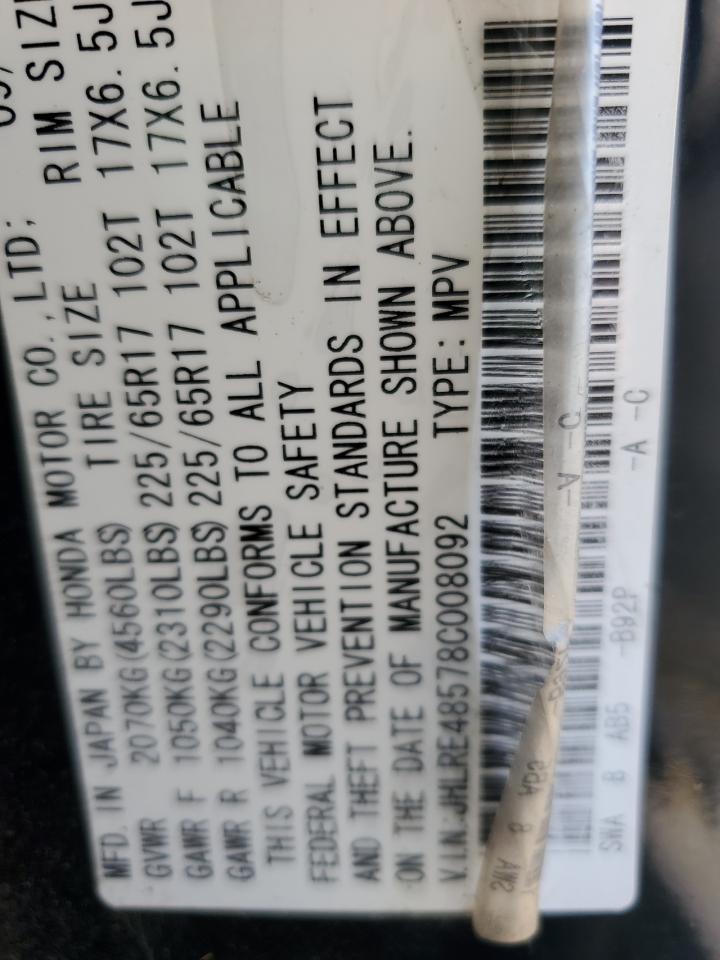 MFD. IN JAPAN BY HONDA MOTOR CO., LTD;
TIRE SIZE RIM SIZE
GVWR 2070KG(4560LBS)
GAWR F 1050KG(2310LBS) 225/65R17 102T 17X6.5J
GAWR R 1040KG(2290LBS) 225/65R17 102T 17X6.5J
THIS VEHICLE CONFORMS TO ALL APPLICABLE
FEDERAL MOTOR VEHICLE SAFETY
AND THEFT PREVENTION STANDARDS IN EFFECT
ON THE DATE OF MANUFACTURE SHOWN ABOVE.
V.I.N:JHLRE48578C008092 TYPE: MPV
SWA B AB5 -B92P -A -C